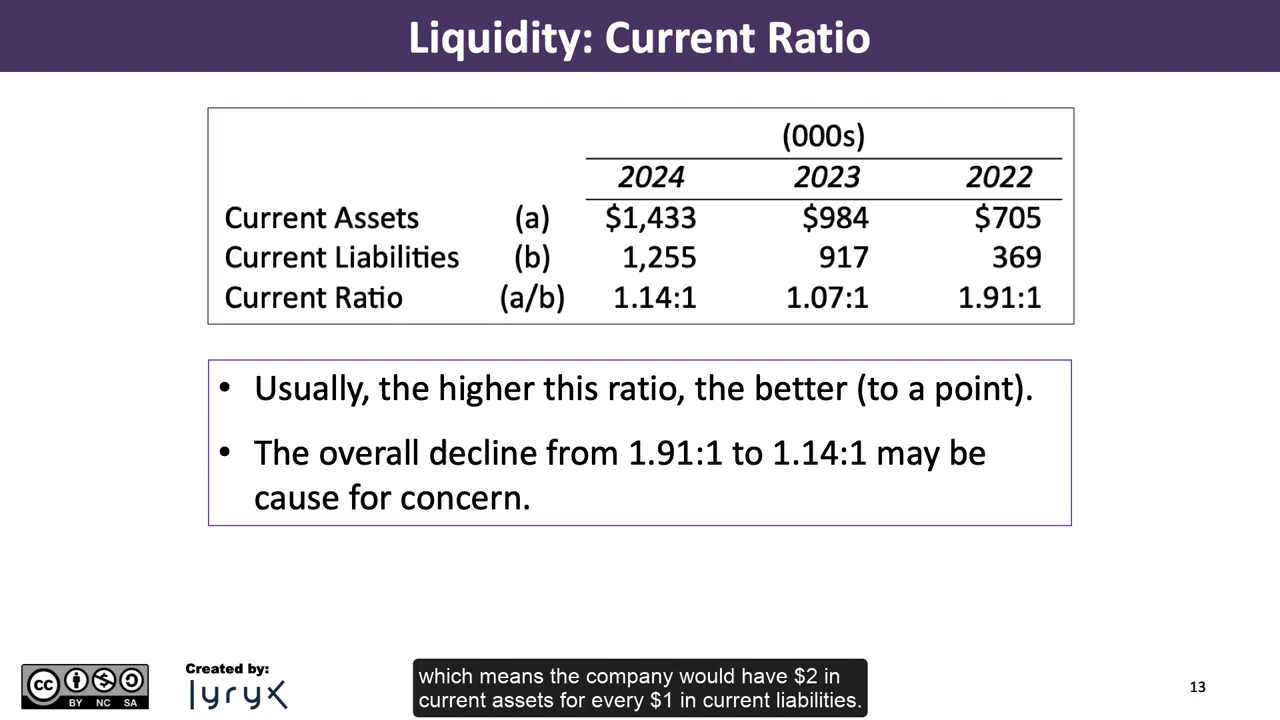 Liquidity: Current Ratio
(000s)
2024 2023 2022
Current Assets (a) $1,433 $984 $705
Current Liabilities (b) 1,255 917 369
Current Ratio (a/b) 1.14:1 1.07:1 1.91:1
• Usually, the higher this ratio, the better (to a point).
• The overall decline from 1.91:1 to 1.14:1 may be
cause for concern.
cc
BY NC SA
Created by:
lyryx
which means the company would have $2 in
current assets for every $1 in current liabilities.
13